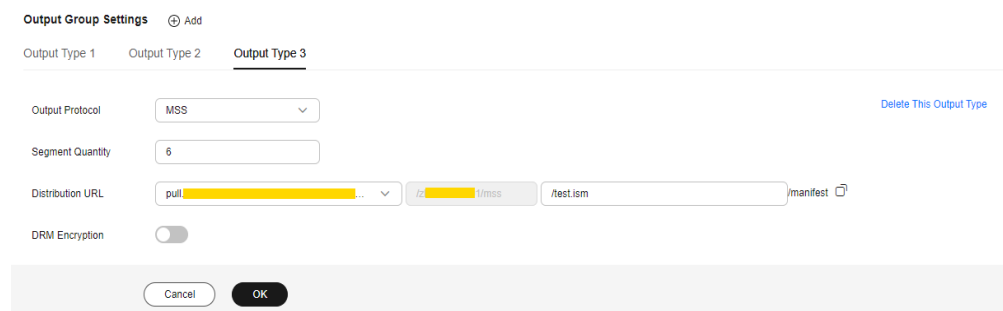 Output Group Settings Add
Output Type 1 Output Type 2 Output Type 3
Output Protocol MSS Delete This Output Type
Segment Quantity 6
Distribution URL pull. ... /z 1/mss /test.ism /manifest
DRM Encryption
Cancel OK